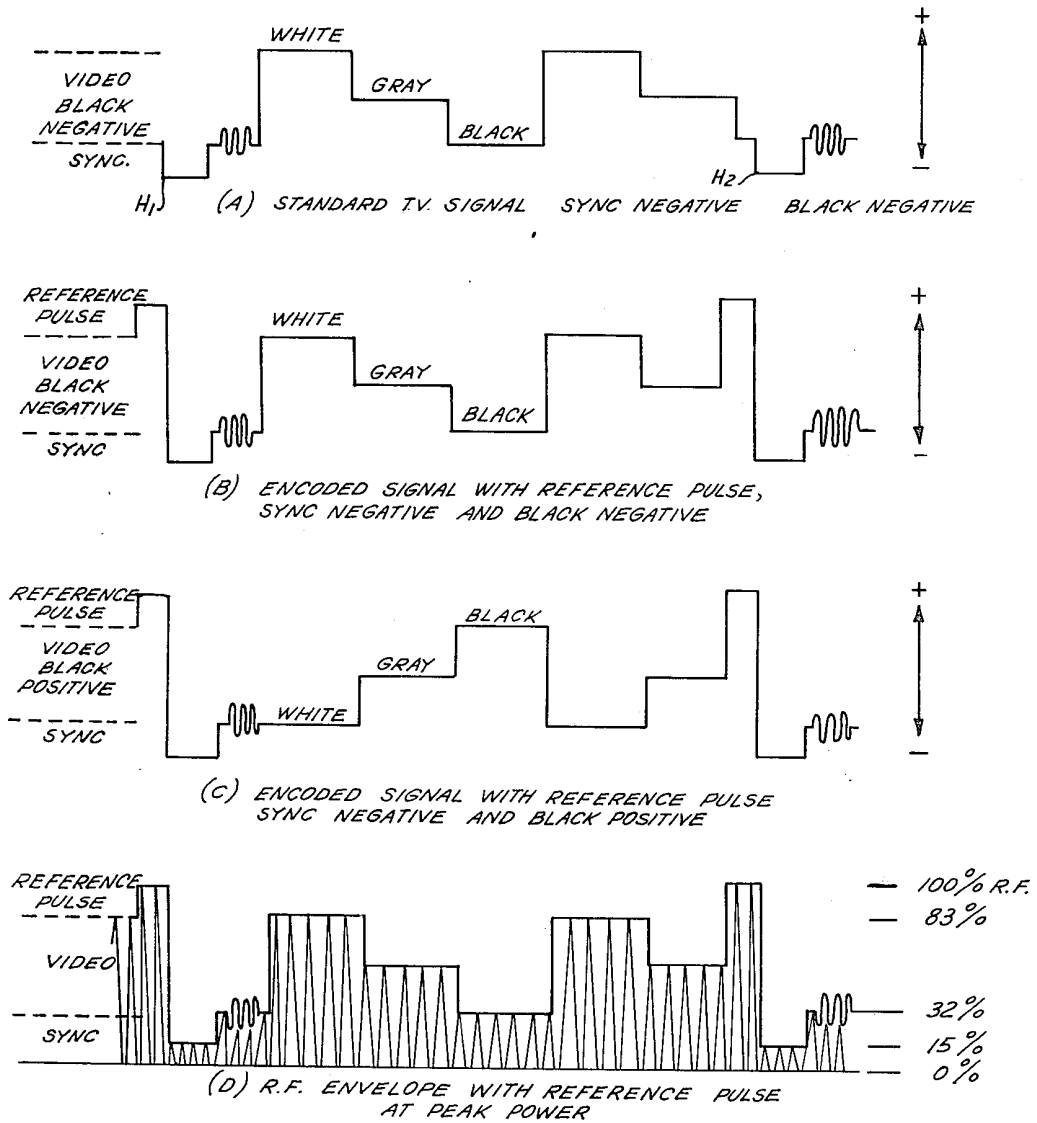 WHITE
VIDEO
BLACK
NEGATIVE
SYNC.
GRAY
BLACK
+
−
H1
H2
(A) STANDARD T.V. SIGNAL SYNC NEGATIVE BLACK NEGATIVE
REFERENCE
PULSE
VIDEO
BLACK
NEGATIVE
SYNC
WHITE
GRAY
BLACK
+
−
(B) ENCODED SIGNAL WITH REFERENCE PULSE,
SYNC NEGATIVE AND BLACK NEGATIVE
REFERENCE
PULSE
VIDEO
BLACK
POSITIVE
SYNC
WHITE
GRAY
BLACK
+
−
(C) ENCODED SIGNAL WITH REFERENCE PULSE
SYNC NEGATIVE AND BLACK POSITIVE
REFERENCE
PULSE
VIDEO
SYNC
100% R.F.
83%
32%
15%
0%
(D) R.F. ENVELOPE WITH REFERENCE PULSE
AT PEAK POWER